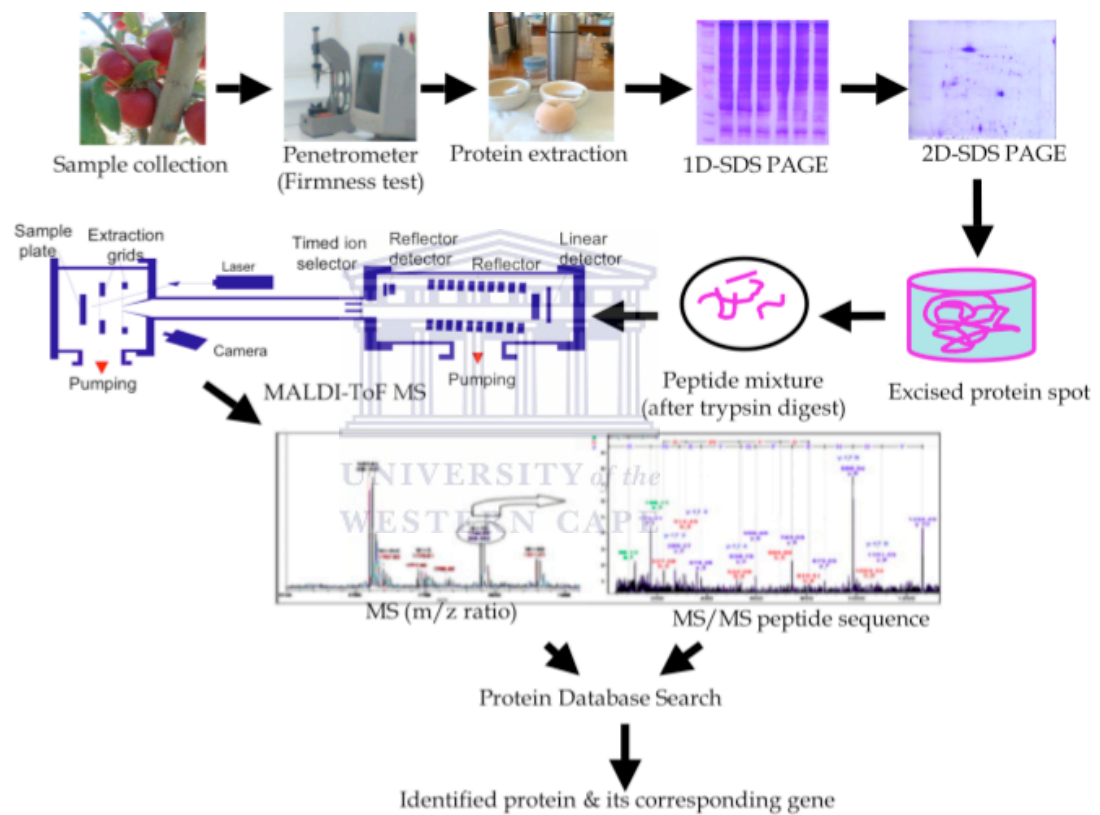 Sample collection
Penetrometer
(Firmness test)
Protein extraction
1D-SDS PAGE
2D-SDS PAGE
Sample
plate
Extraction
grids
Laser
Timed ion
selector
Reflector
detector
Reflector
Linear
detector
Camera
Pumping
MALDI-ToF MS
Pumping
Peptide mixture
(after trypsin digest)
Excised protein spot
UNIVERSITY of the
WESTERN CAPE
MS (m/z ratio)
MS/MS peptide sequence
Protein Database Search
Identified protein & its corresponding gene